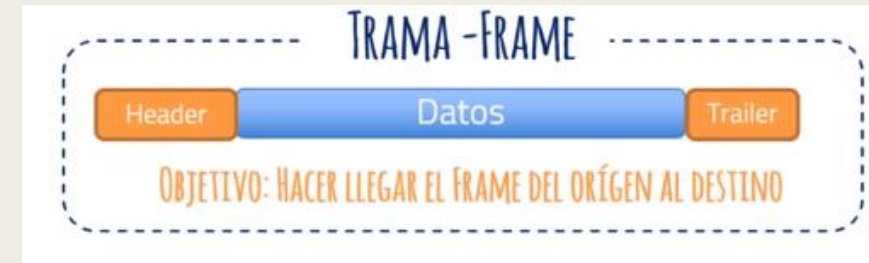 TRAMA -FRAME
Header Datos Trailer
OBJETIVO: HACER LLEGAR EL FRAME DEL ORÍGEN AL DESTINO